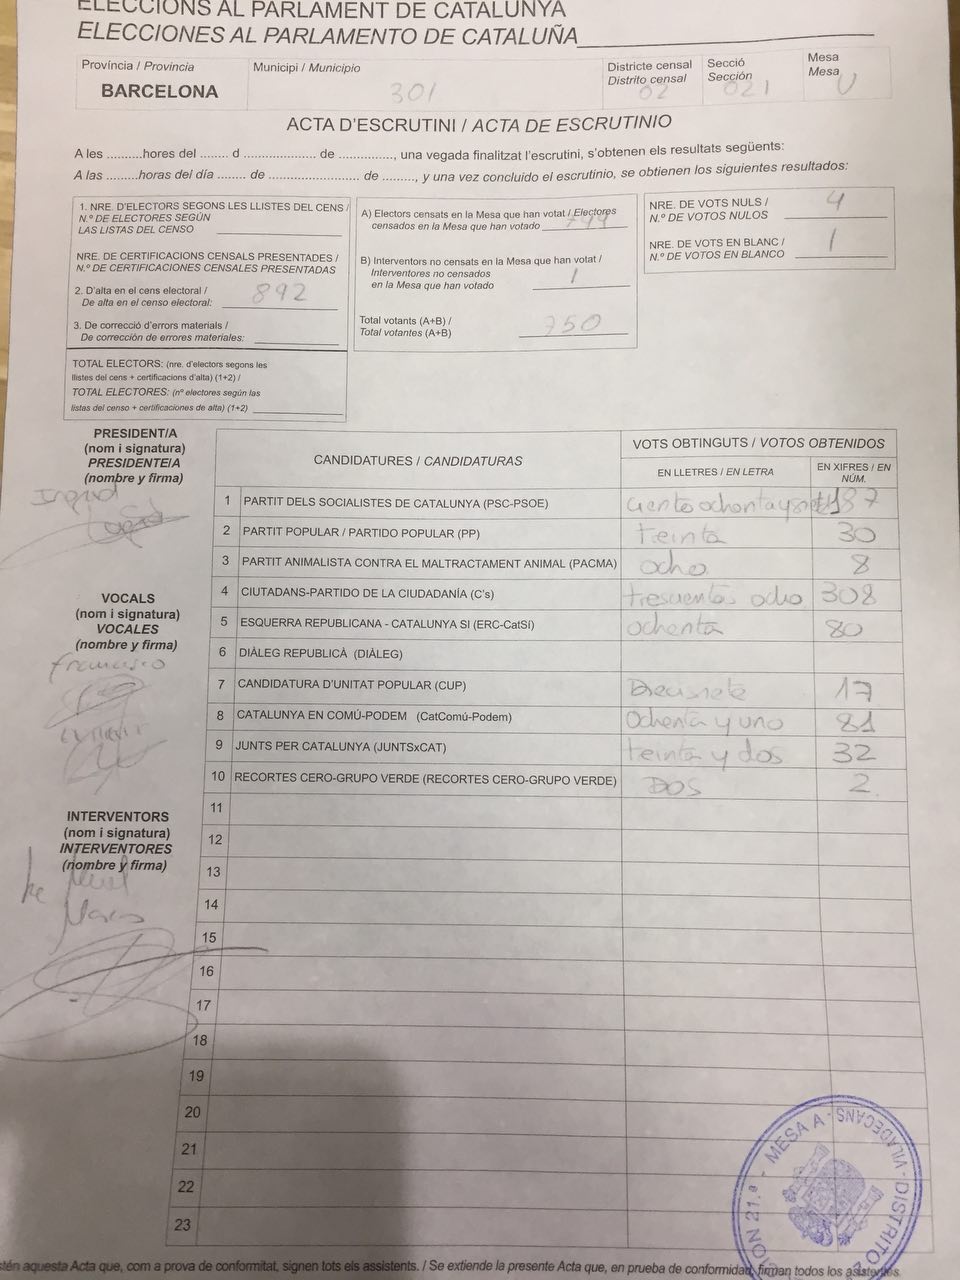 ELECCIONS AL PARLAMENT DE CATALUNYA
ELECCIONES AL PARLAMENTO DE CATALUÑA
Província / Provincia
BARCELONA
Municipi / Municipio
301
Districte censal
Distrito censal
02
Secció
Sección
021
Mesa
Mesa
U
ACTA D'ESCRUTINI / ACTA DE ESCRUTINIO
A les ..........hores del ........ d .................... de ..............., una vegada finalitzat l'escrutini, s'obtenen els resultats següents:
A las .........horas del día ........ de ......................... de ........, y una vez concluido el escrutinio, se obtienen los siguientes resultados:
1. NRE. D'ELECTORS SEGONS LES LLISTES DEL CENS /
N.º DE ELECTORES SEGÚN
LAS LISTAS DEL CENSO
NRE. DE CERTIFICACIONS CENSALS PRESENTADES /
N.º DE CERTIFICACIONES CENSALES PRESENTADAS
2. D'alta en el cens electoral /
De alta en el censo electoral: 892
3. De correcció d'errors materials /
De corrección de errores materiales:
TOTAL ELECTORS: (nre. d'electors segons les
llistes del cens + certificacions d'alta) (1+2) /
TOTAL ELECTORES: (nº electores según las
listas del censo + certificaciones de alta) (1+2)
A) Electors censats en la Mesa que han votat / Electores
censados en la Mesa que han votado 749
B) Interventors no censats en la Mesa que han votat /
Interventores no censados
en la Mesa que han votado 1
Total votants (A+B) /
Total votantes (A+B) 750
NRE. DE VOTS NULS /
N.º DE VOTOS NULOS 4
NRE. DE VOTS EN BLANC /
N.º DE VOTOS EN BLANCO 1
PRESIDENT/A
(nom i signatura)
PRESIDENTE/A
(nombre y firma)
Ingrid
VOCALS
(nom i signatura)
VOCALES
(nombre y firma)
Francisco
INTERVENTORS
(nom i signatura)
INTERVENTORES
(nombre y firma)
CANDIDATURES / CANDIDATURAS
VOTS OBTINGUTS / VOTOS OBTENIDOS
EN LLETRES / EN LETRA
EN XIFRES / EN NÚM.
1 PARTIT DELS SOCIALISTES DE CATALUNYA (PSC-PSOE) ciento ochenta y siete 187
2 PARTIT POPULAR / PARTIDO POPULAR (PP) treinta 30
3 PARTIT ANIMALISTA CONTRA EL MALTRACTAMENT ANIMAL (PACMA) ocho 8
4 CIUTADANS-PARTIDO DE LA CIUDADANÍA (C's) trescientos ocho 308
5 ESQUERRA REPUBLICANA - CATALUNYA SI (ERC-CatSí) ochenta 80
6 DIÀLEG REPUBLICÀ (DIÀLEG)
7 CANDIDATURA D'UNITAT POPULAR (CUP) Diecisiete 17
8 CATALUNYA EN COMÚ-PODEM (CatComú-Podem) ochenta y uno 81
9 JUNTS PER CATALUNYA (JUNTSxCAT) teinta y dos 32
10 RECORTES CERO-GRUPO VERDE (RECORTES CERO-GRUPO VERDE) DOS 2
11
12
13
14
15
16
17
18
19
20
21
22
23
MESA A - VILADECANS - DISTRITO
21.ª
aquesta Acta que, com a prova de conformitat, signen tots els assistents. / Se extiende la presente Acta que, en prueba de conformidad, firman todos los asistentes.